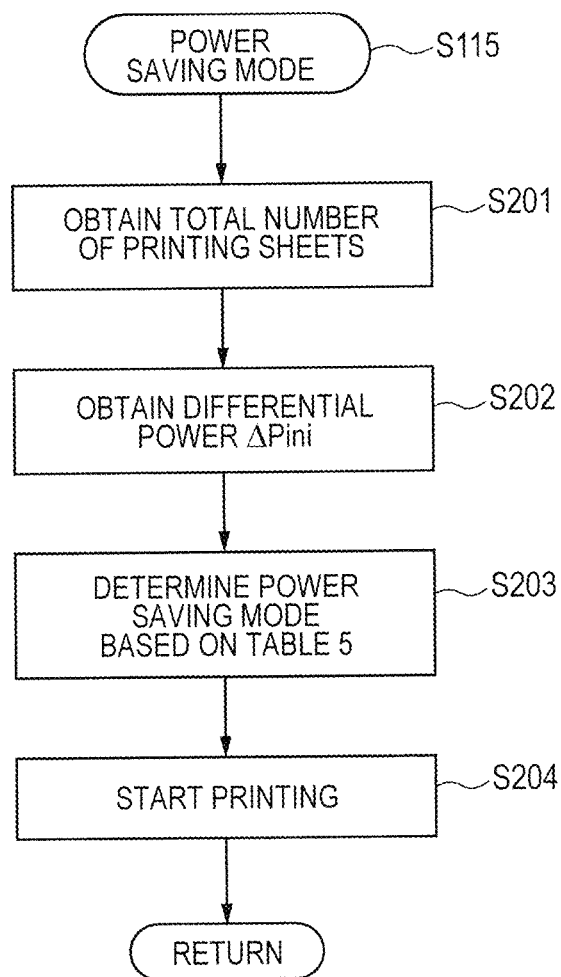 POWER
SAVING MODE
S115
OBTAIN TOTAL NUMBER
OF PRINTING SHEETS
S201
OBTAIN DIFFERENTIAL
POWER ΔPini
S202
DETERMINE POWER
SAVING MODE
BASED ON TABLE 5
S203
START PRINTING
S204
RETURN